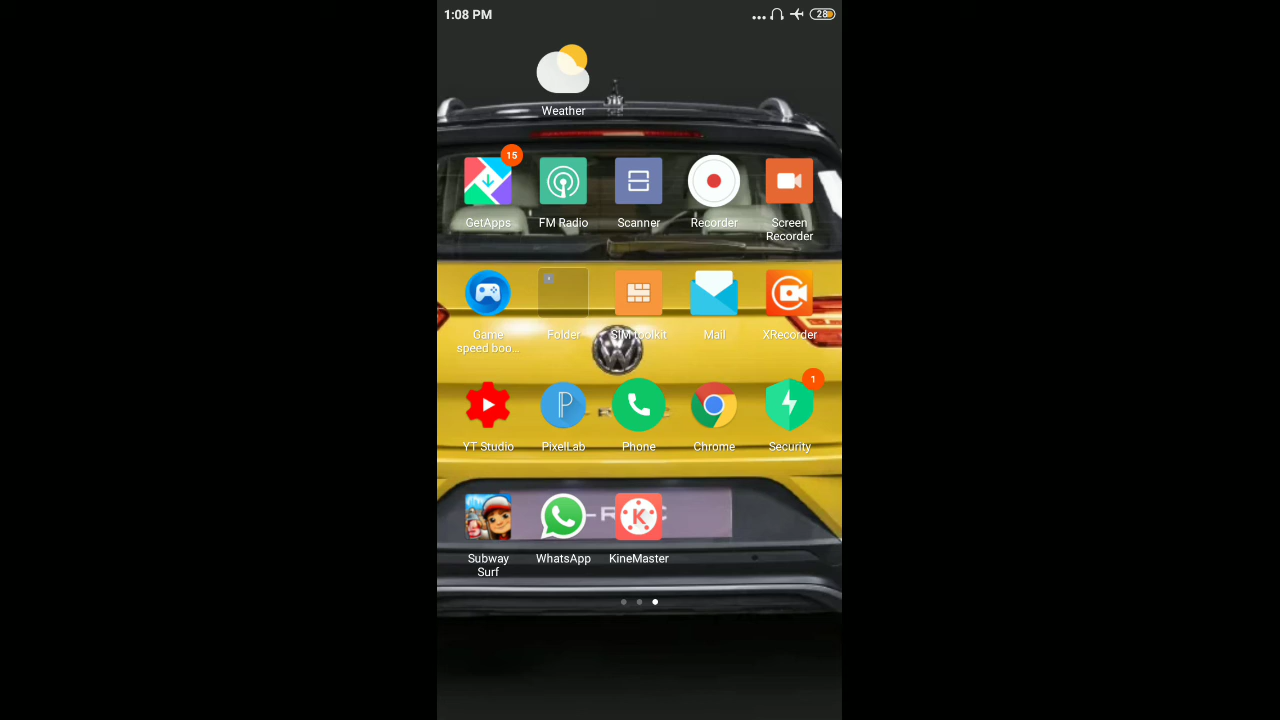 1:08 PM
28
Weather
15
GetApps
FM Radio
Scanner
Recorder
Screen
Recorder
Game
speed boo...
Folder
SIM toolkit
Mail
XRecorder
1
YT Studio
PixelLab
Phone
Chrome
Security
Subway
Surf
WhatsApp
KineMaster